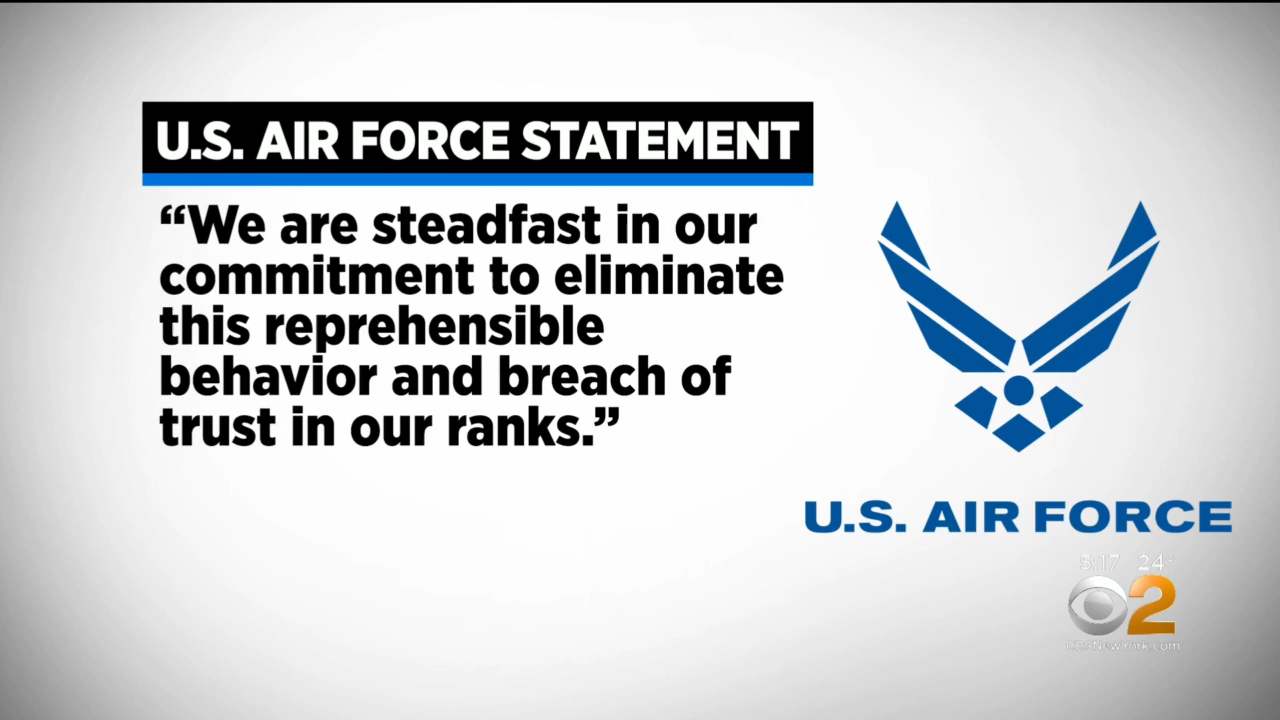 U.S. AIR FORCE STATEMENT
“We are steadfast in our
commitment to eliminate
this reprehensible
behavior and breach of
trust in our ranks.”
U.S. AIR FORCE
5:17 24°
2
CBSNewYork.com